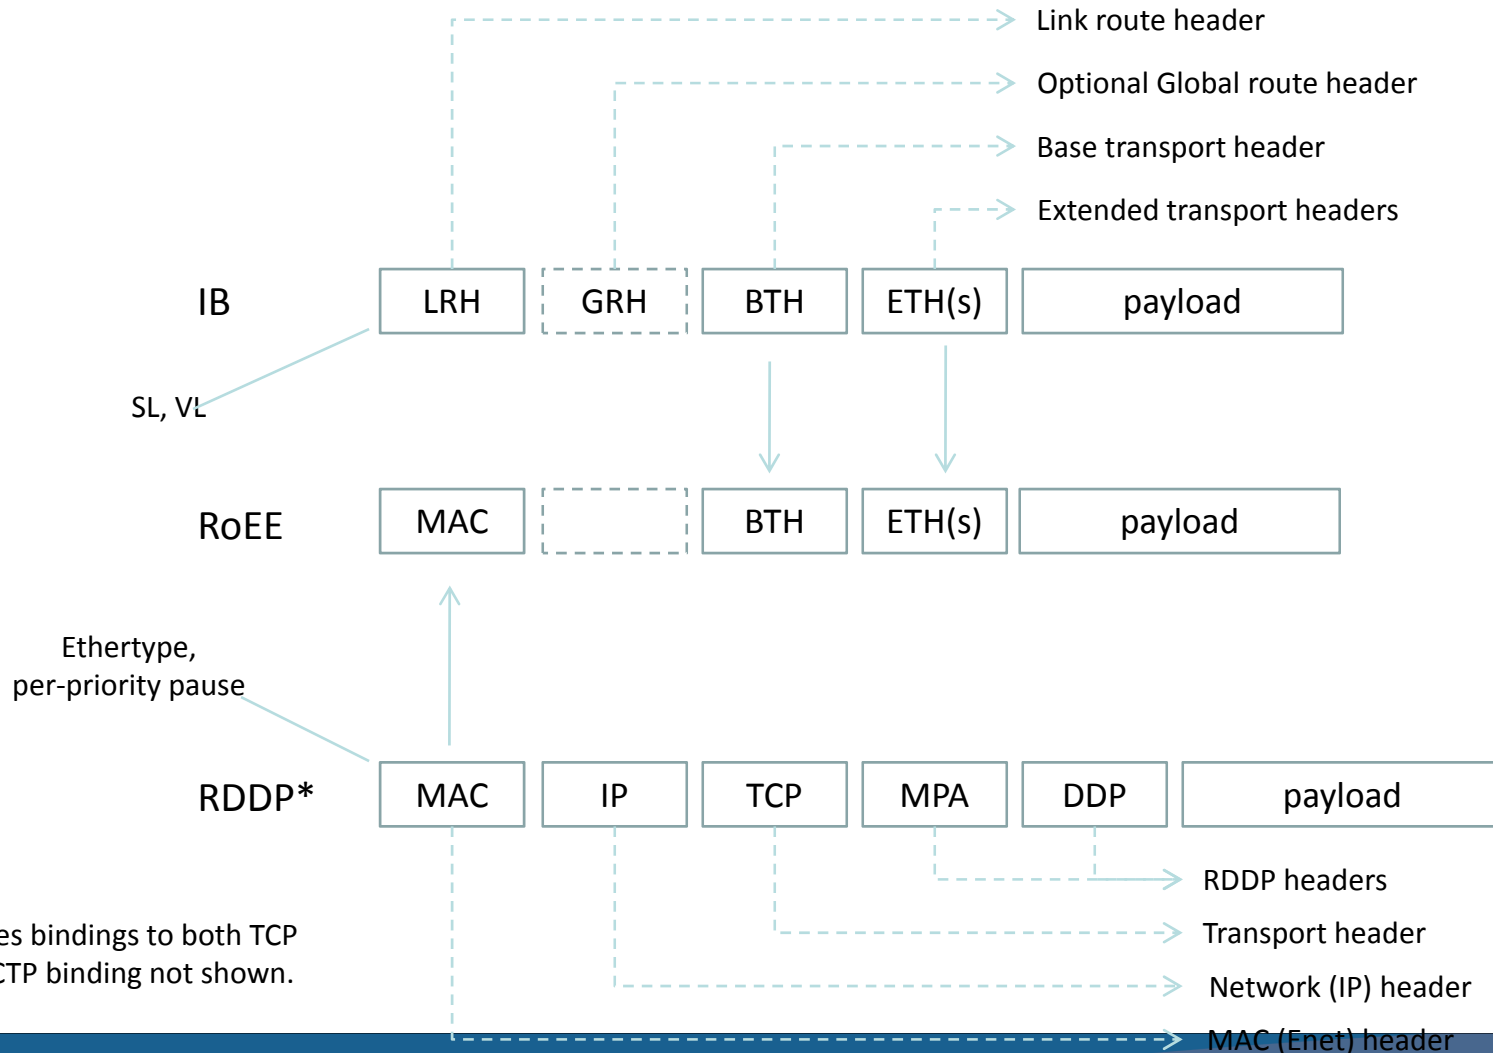 Link route header
Optional Global route header
Base transport header
Extended transport headers
IB LRH GRH BTH ETH(s) payload
SL, VL
RoEE MAC BTH ETH(s) payload
Ethertype,
per-priority pause
RDDP* MAC IP TCP MPA DDP payload
RDDP headers
bindings to both TCP
Transport header
binding not shown.
Network (IP) header
MAC (Enet) header